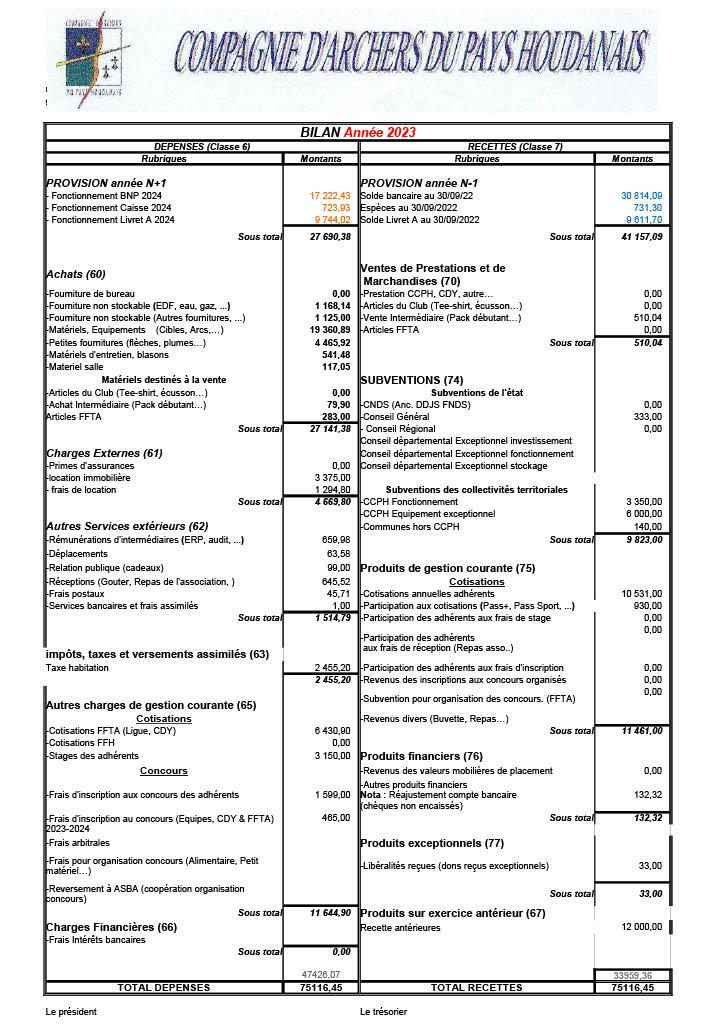 COMPAGNIE D'ARCHERS
DU PAYS HOUDANAIS
COMPAGNIE D'ARCHERS DU PAYS HOUDANAIS
BILAN Année 2023
DEPENSES (Classe 6)
Rubriques Montants
PROVISION année N+1
- Fonctionnement BNP 2024 17 222,43
- Fonctionnement Caisse 2024 723,93
- Fonctionnement Livret A 2024 9 744,02
Sous total 27 690,38
Achats (60)
-Fourniture de bureau 0,00
-Fourniture non stockable (EDF, eau, gaz, ...) 1 168,14
-Fourniture non stockable (Autres fournitures, ...) 1 125,00
-Matériels, Equipements (Cibles, Arcs,...) 19 360,89
-Petites fournitures (flèches, plumes...) 4 465,92
-Matériels d'entretien, blasons 541,48
-Materiel salle 117,05
Matériels destinés à la vente
-Articles du Club (Tee-shirt, écusson...) 0,00
-Achat Intermédiaire (Pack débutant...) 79,90
Articles FFTA 283,00
Sous total 27 141,38
Charges Externes (61)
-Primes d'assurances 0,00
-location immobilière 3 375,00
- frais de location 1 294,80
Sous total 4 669,80
Autres Services extérieurs (62)
-Rémunérations d'intermédiaires (ERP, audit, ...) 659,98
-Déplacements 63,58
-Relation publique (cadeaux) 99,00
-Réceptions (Gouter, Repas de l'association, ) 645,52
-Frais postaux 45,71
-Services bancaires et frais assimilés 1,00
Sous total 1 514,79
impôts, taxes et versements assimilés (63)
Taxe habitation 2 455,20
2 455,20
Autres charges de gestion courante (65)
Cotisations
-Cotisations FFTA (Ligue, CDY) 6 430,90
-Cotisations FFH 0,00
-Stages des adhérents 3 150,00
Concours
-Frais d'inscription aux concours des adhérents 1 599,00
-Frais d'inscription au concours (Equipes, CDY & FFTA) 465,00
2023-2024
-Frais arbitrales
-Frais pour organisation concours (Alimentaire, Petit
matériel...)
-Reversement à ASBA (coopération organisation
concours)
Sous total 11 644,90
Charges Financières (66)
-Frais Intérêts bancaires
Sous total 0,00
47426,07
TOTAL DEPENSES 75116,45
RECETTES (Classe 7)
Rubriques Montants
PROVISION année N-1
Solde bancaire au 30/09/22 30 814,09
Espèces au 30/09/2022 731,30
Solde Livret A au 30/09/2022 9 611,70
Sous total 41 157,09
Ventes de Prestations et de
Marchandises (70)
-Prestation CCPH, CDY, autre... 0,00
-Articles du Club (Tee-shirt, écusson...) 0,00
-Vente Intermédiaire (Pack débutant...) 510,04
-Articles FFTA 0,00
Sous total 510,04
SUBVENTIONS (74)
Subventions de l'état
-CNDS (Anc. DDJS FNDS) 0,00
-Conseil Général 333,00
- Conseil Régional 0,00
Conseil départemental Exceptionnel investissement
Conseil départemental Exceptionnel fonctionnement
Conseil départemental Exceptionnel stockage
Subventions des collectivités territoriales
-CCPH Fonctionnement 3 350,00
-CCPH Equipement exceptionnel 6 000,00
-Communes hors CCPH 140,00
Sous total 9 823,00
Produits de gestion courante (75)
Cotisations
-Cotisations annuelles adhérents 10 531,00
-Participation aux cotisations (Pass+, Pass Sport, ...) 930,00
-Participation des adhérents aux frais de stage 0,00
0,00
-Participation des adhérents
aux frais de réception (Repas asso..)
-Participation des adhérents aux frais d'inscription 0,00
-Revenus des inscriptions aux concours organisés 0,00
0,00
-Subvention pour organisation des concours. (FFTA)
-Revenus divers (Buvette, Repas...)
Sous total 11 461,00
Produits financiers (76)
-Revenus des valeurs mobilières de placement 0,00
-Autres produits financiers
Nota : Réajustement compte bancaire 132,32
(chèques non encaissés)
Sous total 132,32
Produits exceptionnels (77)
-Libéralités reçues (dons reçus exceptionnels) 33,00
Sous total 33,00
Produits sur exercice antérieur (67)
Recette antérieures 12 000,00
33959,36
TOTAL RECETTES 75116,45
Le président
Le trésorier